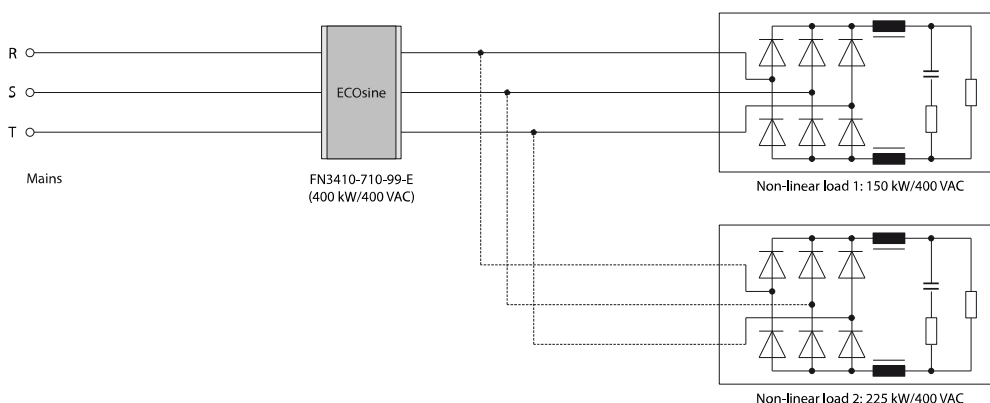 R
S
T
Mains
ECOsine
FN3410-710-99-E
(400 kW/400 VAC)
Non-linear load 1: 150 kW/400 VAC
Non-linear load 2: 225 kW/400 VAC